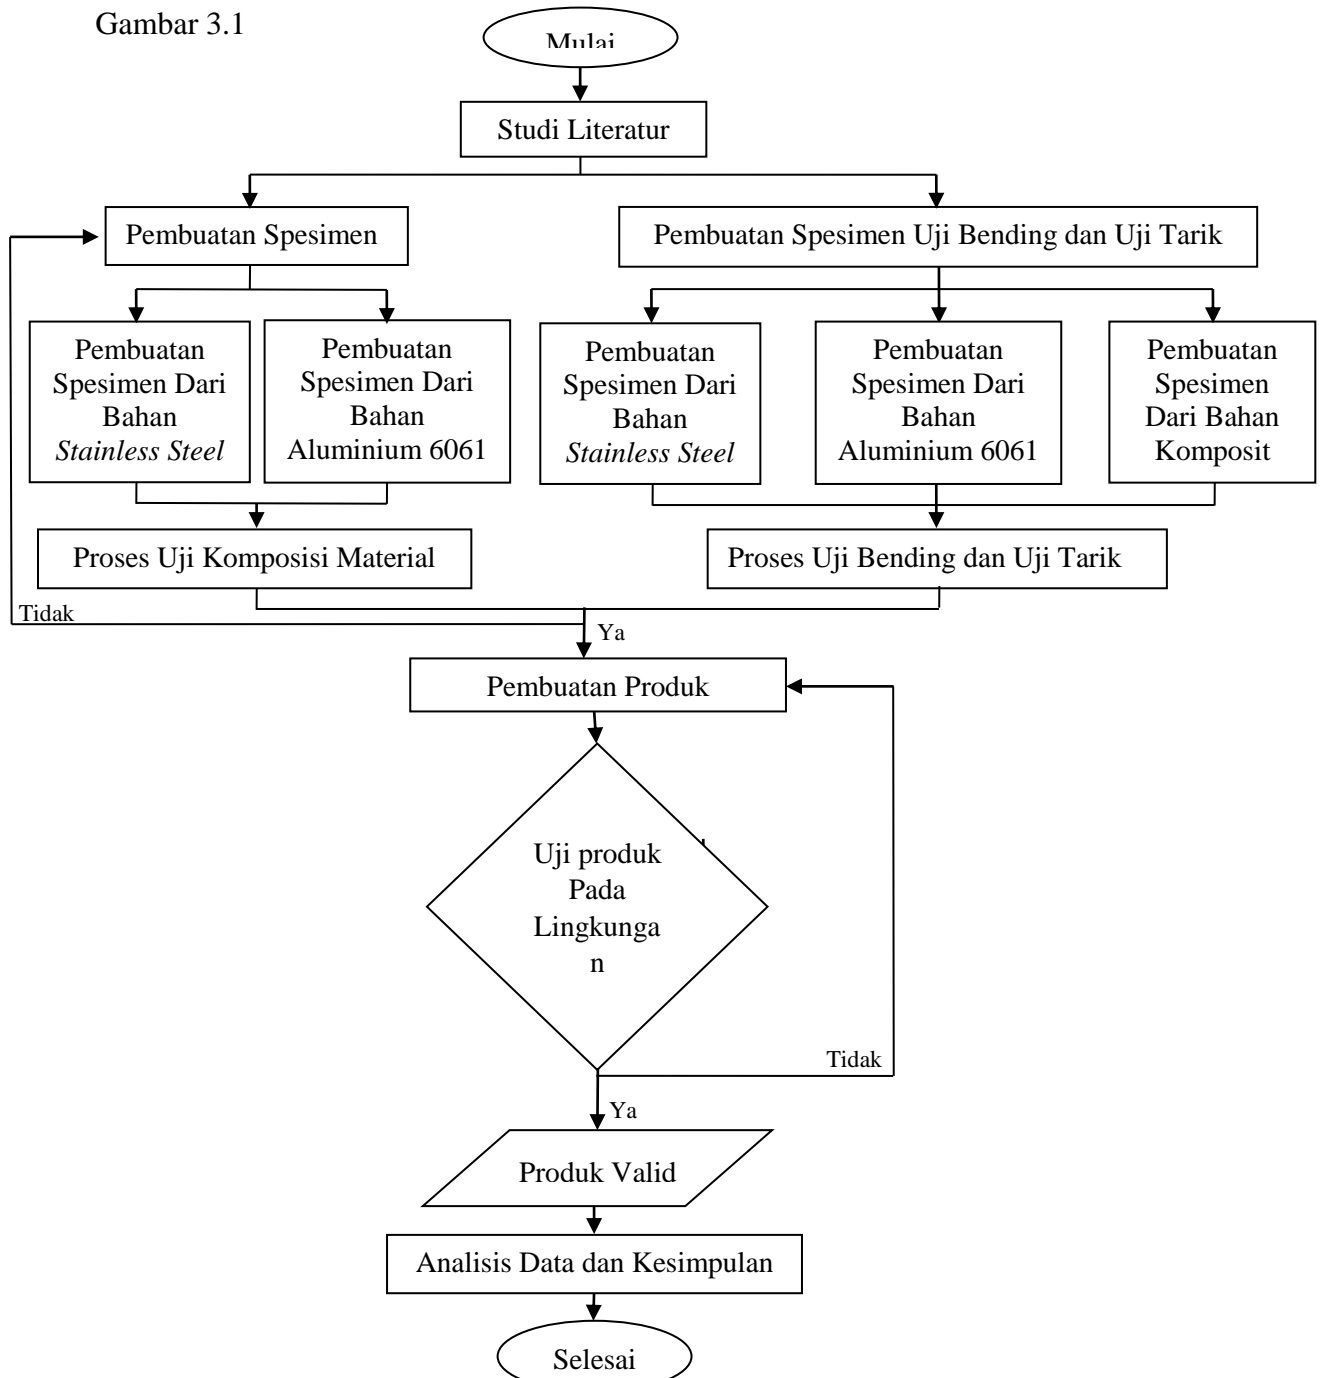 Gambar 3.1
Mulai
Studi Literatur
Pembuatan Spesimen
Pembuatan Spesimen Uji Bending dan Uji Tarik
Pembuatan
Spesimen Dari
Bahan
Stainless Steel
Pembuatan
Spesimen Dari
Bahan
Aluminium 6061
Pembuatan
Spesimen Dari
Bahan
Stainless Steel
Pembuatan
Spesimen Dari
Bahan
Aluminium 6061
Pembuatan
Spesimen
Dari Bahan
Komposit
Proses Uji Komposisi Material
Proses Uji Bending dan Uji Tarik
Tidak
Ya
Pembuatan Produk
Uji produk
Pada
Lingkunga
n
Tidak
Ya
Produk Valid
Analisis Data dan Kesimpulan
Selesai